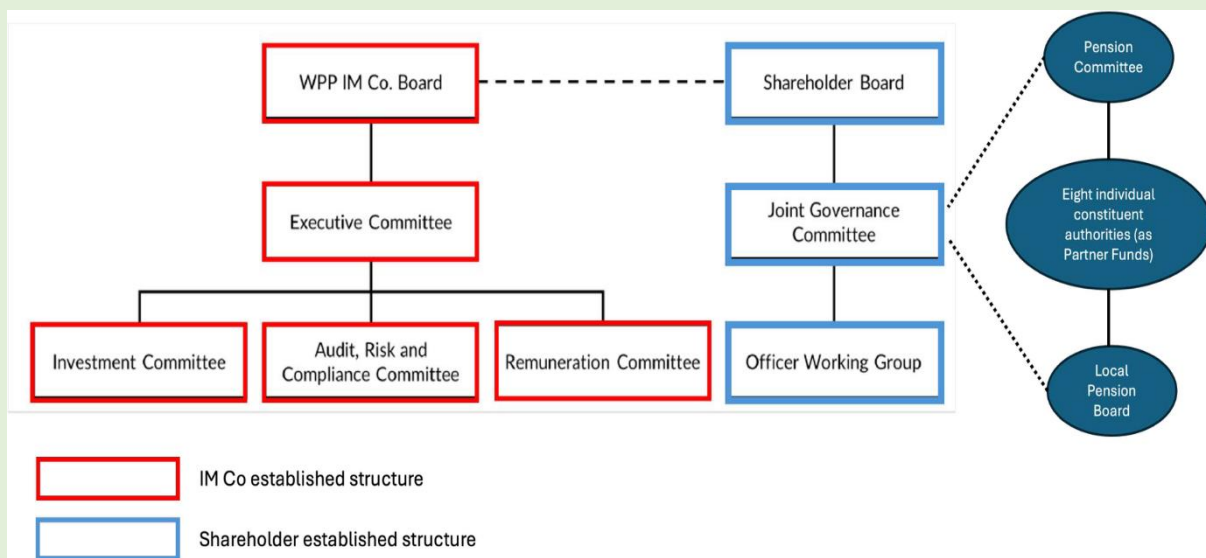 WPP IM Co. Board
Shareholder Board
Pension
Committee
Executive Committee
Joint Governance
Committee
Eight individual
constituent
authorities (as
Partner Funds)
Investment Committee
Audit, Risk and
Compliance Committee
Remuneration Committee
Officer Working Group
Local
Pension
Board
IM Co established structure
Shareholder established structure